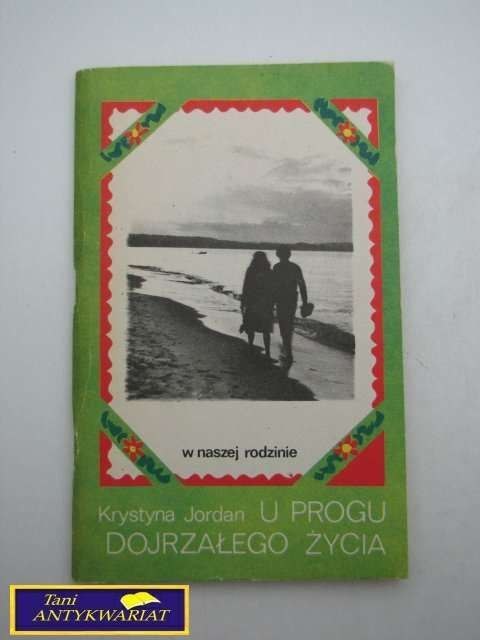 w naszej rodzinie
Krystyna Jordan U PROGU
DOJRZAŁEGO ŻYCIA
Tani
ANTYKWARIAT